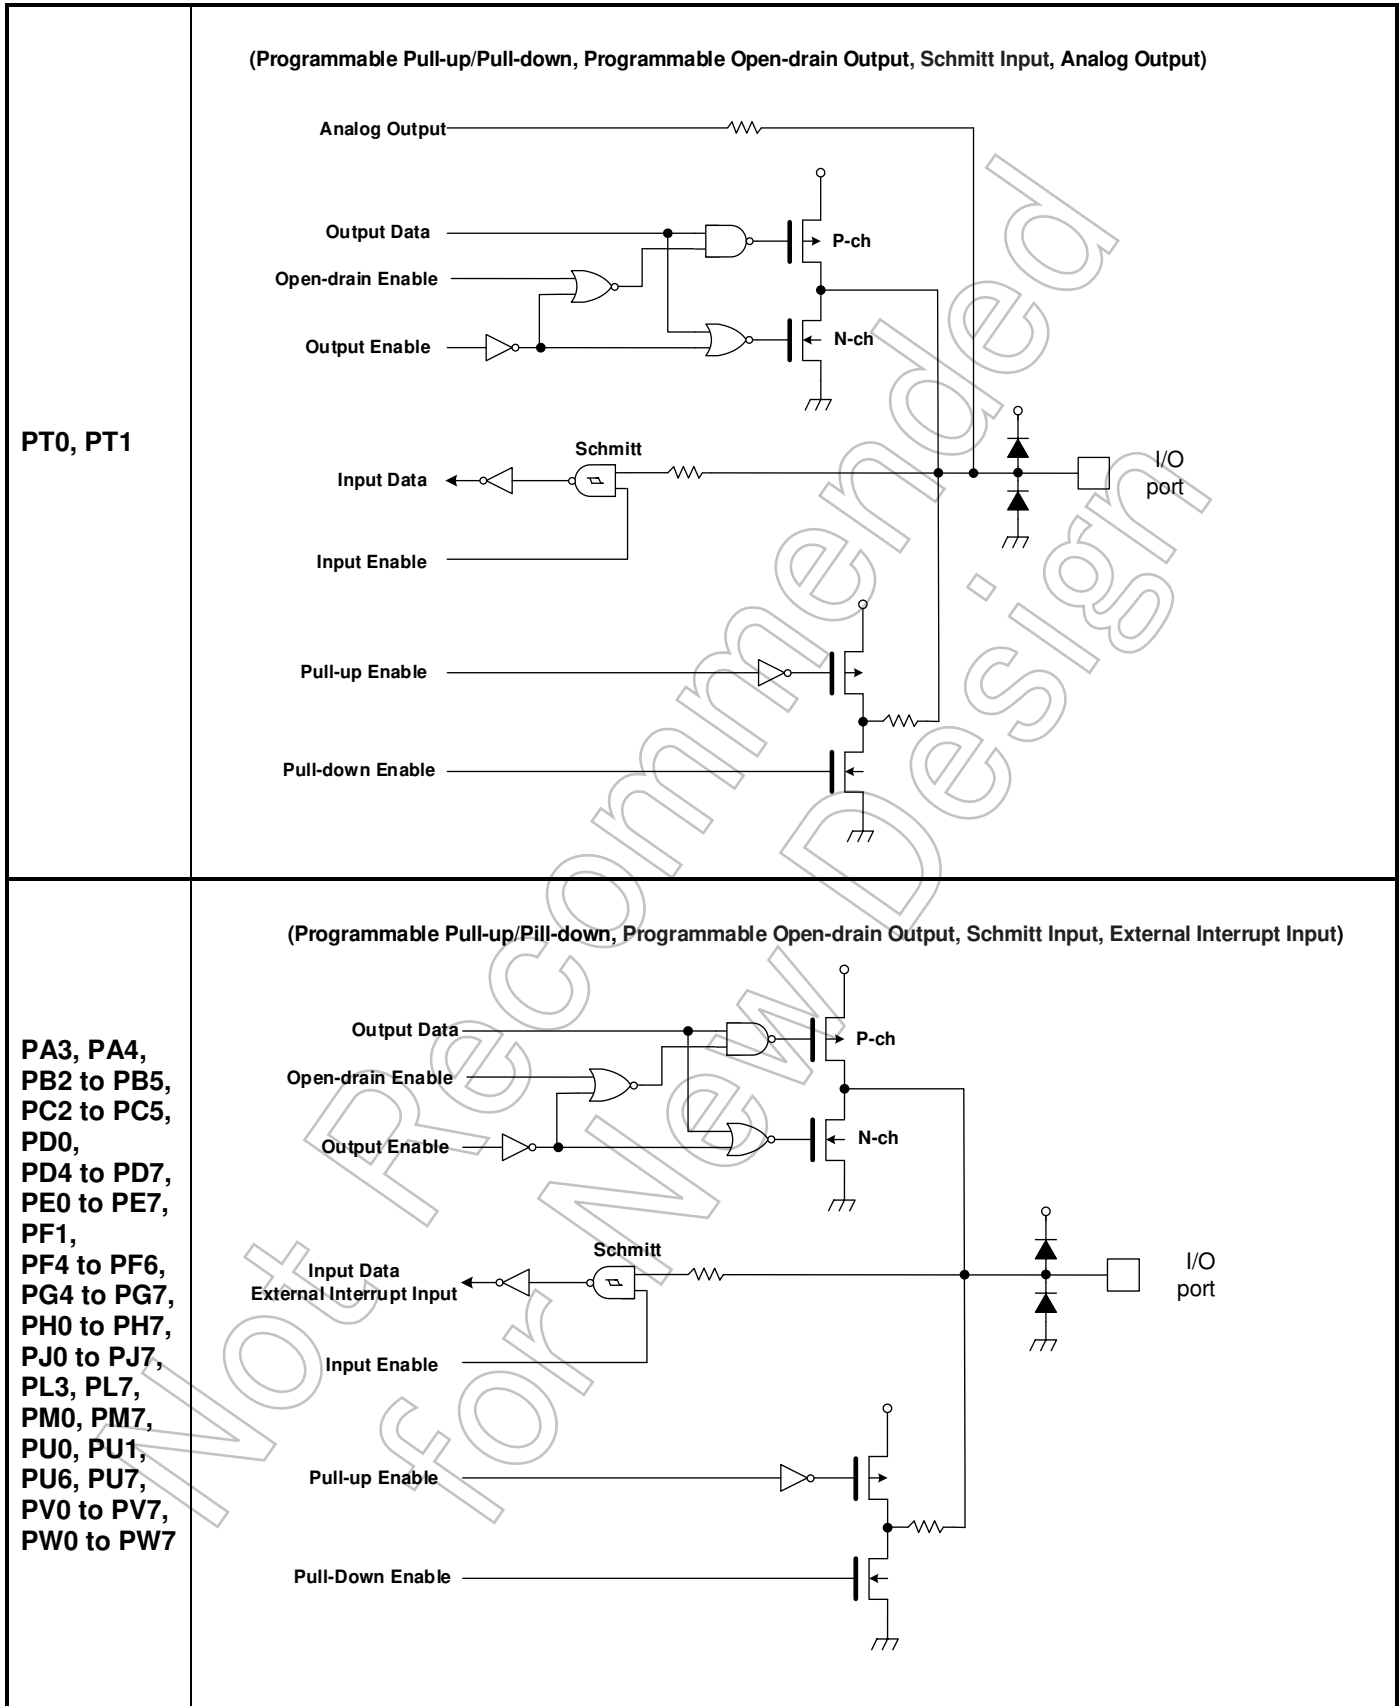 (Programmable Pull-up/Pull-down, Programmable Open-drain Output, Schmitt Input, Analog Output)
Analog Output
Output Data
P-ch
Open-drain Enable
Output Enable
N-ch
PT0, PT1
Schmitt
Input Data
I/O
port
Input Enable
Pull-up Enable
Pull-down Enable
(Programmable Pull-up/Pill-down, Programmable Open-drain Output, Schmitt Input, External Interrupt Input)
PA3, PA4,
PB2 to PB5,
PC2 to PC5,
PD0,
PD4 to PD7,
PE0 to PE7,
PF1,
PF4 to PF6,
PG4 to PG7,
PH0 to PH7,
PJ0 to PJ7,
PL3, PL7,
PM0, PM7,
PU0, PU1,
PU6, PU7,
PV0 to PV7,
PW0 to PW7
Output Data
P-ch
Open-drain Enable
Output Enable
N-ch
Schmitt
Input Data
External Interrupt Input
I/O
port
Input Enable
Pull-up Enable
Pull-Down Enable
Not Recommended
for New Design